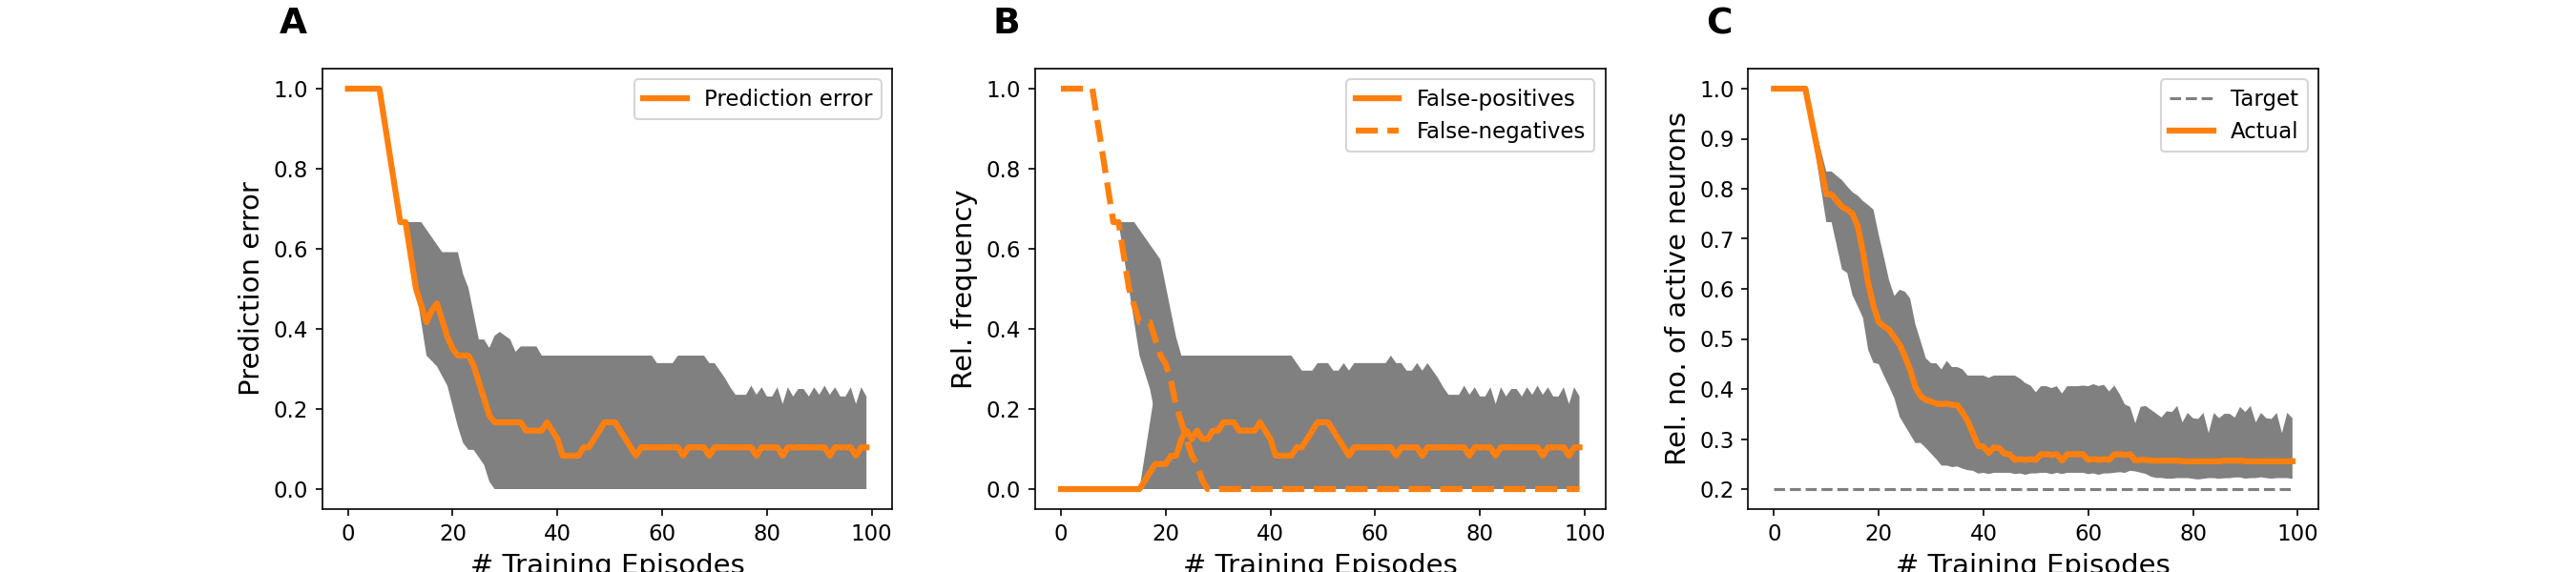 A
B
C
Prediction error
1.0
0.8
0.6
0.4
0.2
0.0
Prediction error
0
20
40
60
80
100
# Training Episodes
Rel. frequency
1.0
0.8
0.6
0.4
0.2
0.0
False-positives
False-negatives
0
20
40
60
80
100
# Training Episodes
Rel. no. of active neurons
1.0
0.9
0.8
0.7
0.6
0.5
0.4
0.3
0.2
Target
Actual
0
20
40
60
80
100
# Training Episodes